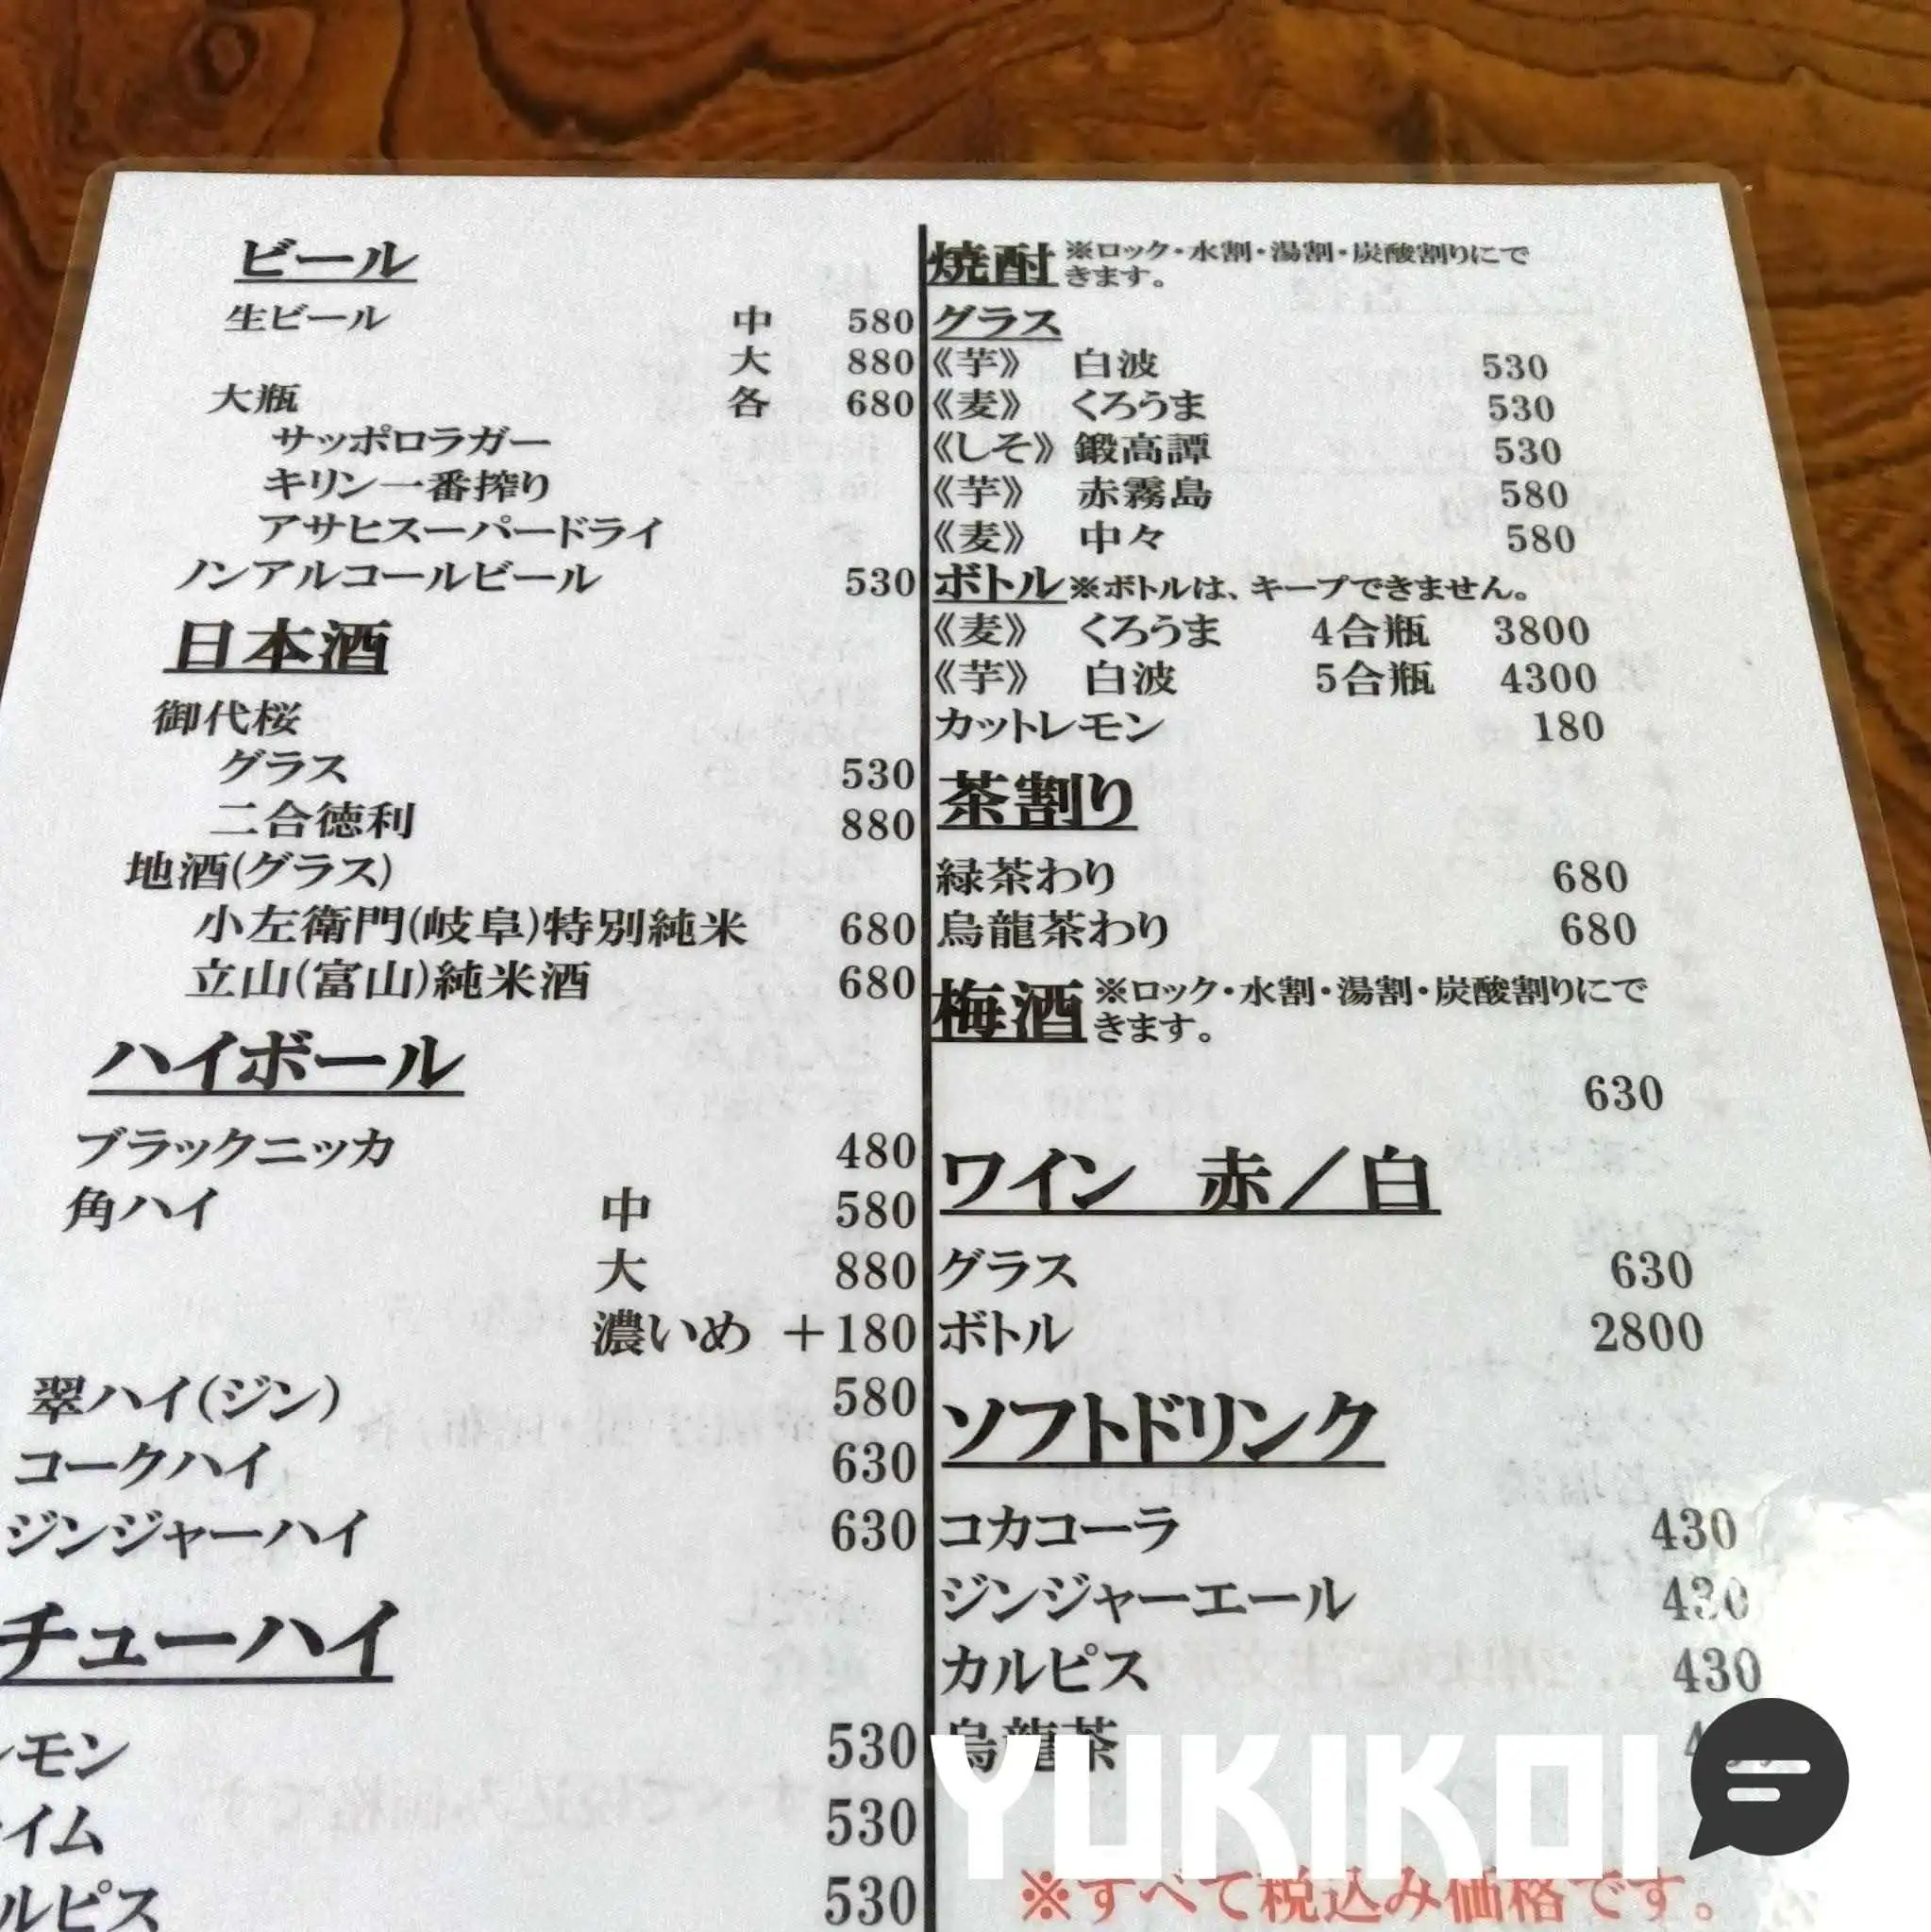 ビール
生ビール 中 580
大 880
大瓶 各 680
サッポロラガー
キリン一番搾り
アサヒスーパードライ
ノンアルコールビール 530
日本酒
御代桜
グラス 530
二合徳利 880
地酒(グラス)
小左衛門(岐阜)特別純米 680
立山(富山)純米酒 680
ハイボール
ブラックニッカ 480
角ハイ 中 580
大 880
濃いめ ＋180
翠ハイ(ジン) 580
コークハイ 630
ジンジャーハイ 630
チューハイ
モン 530
イム 530
ルピス 530
焼酎 ※ロック・水割・湯割・炭酸割りにで
きます。
グラス
《芋》 白波 530
《麦》 くろうま 530
《しそ》 鍛高譚 530
《芋》 赤霧島 580
《麦》 中々 580
ボトル ※ボトルは、キープできません。
《麦》 くろうま 4合瓶 3800
《芋》 白波 5合瓶 4300
カットレモン 180
茶割り
緑茶わり 680
烏龍茶わり 680
梅酒 ※ロック・水割・湯割・炭酸割りにで
きます。
630
ワイン 赤／白
グラス 630
ボトル 2800
ソフトドリンク
コカコーラ 430
ジンジャーエール 430
カルピス 430
烏龍茶
YUKIKOI
※すべて税込み価格です。